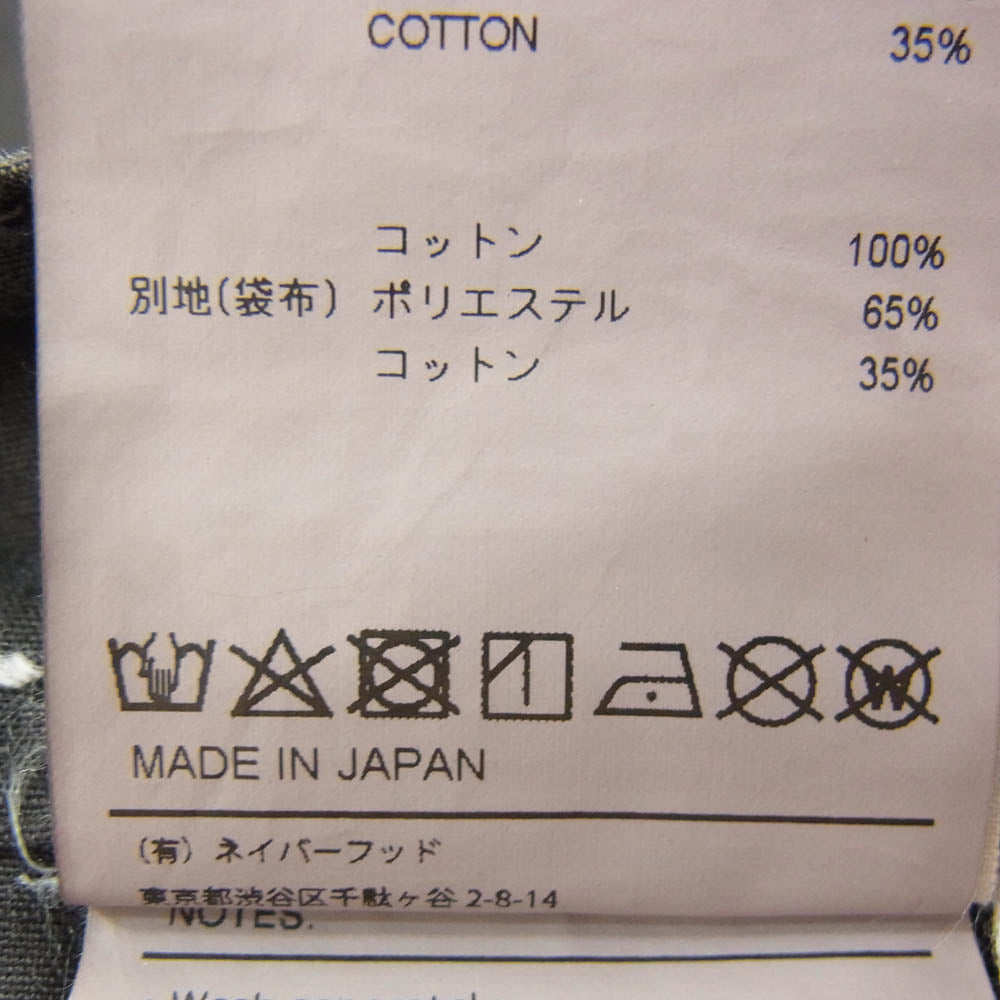 COTTON 35%
コットン 100%
別地(袋布) ポリエステル 65%
コットン 35%
W
MADE IN JAPAN
(有) ネイバーフッド
東京都渋谷区千駄ヶ谷 2-8-14
NOTES: